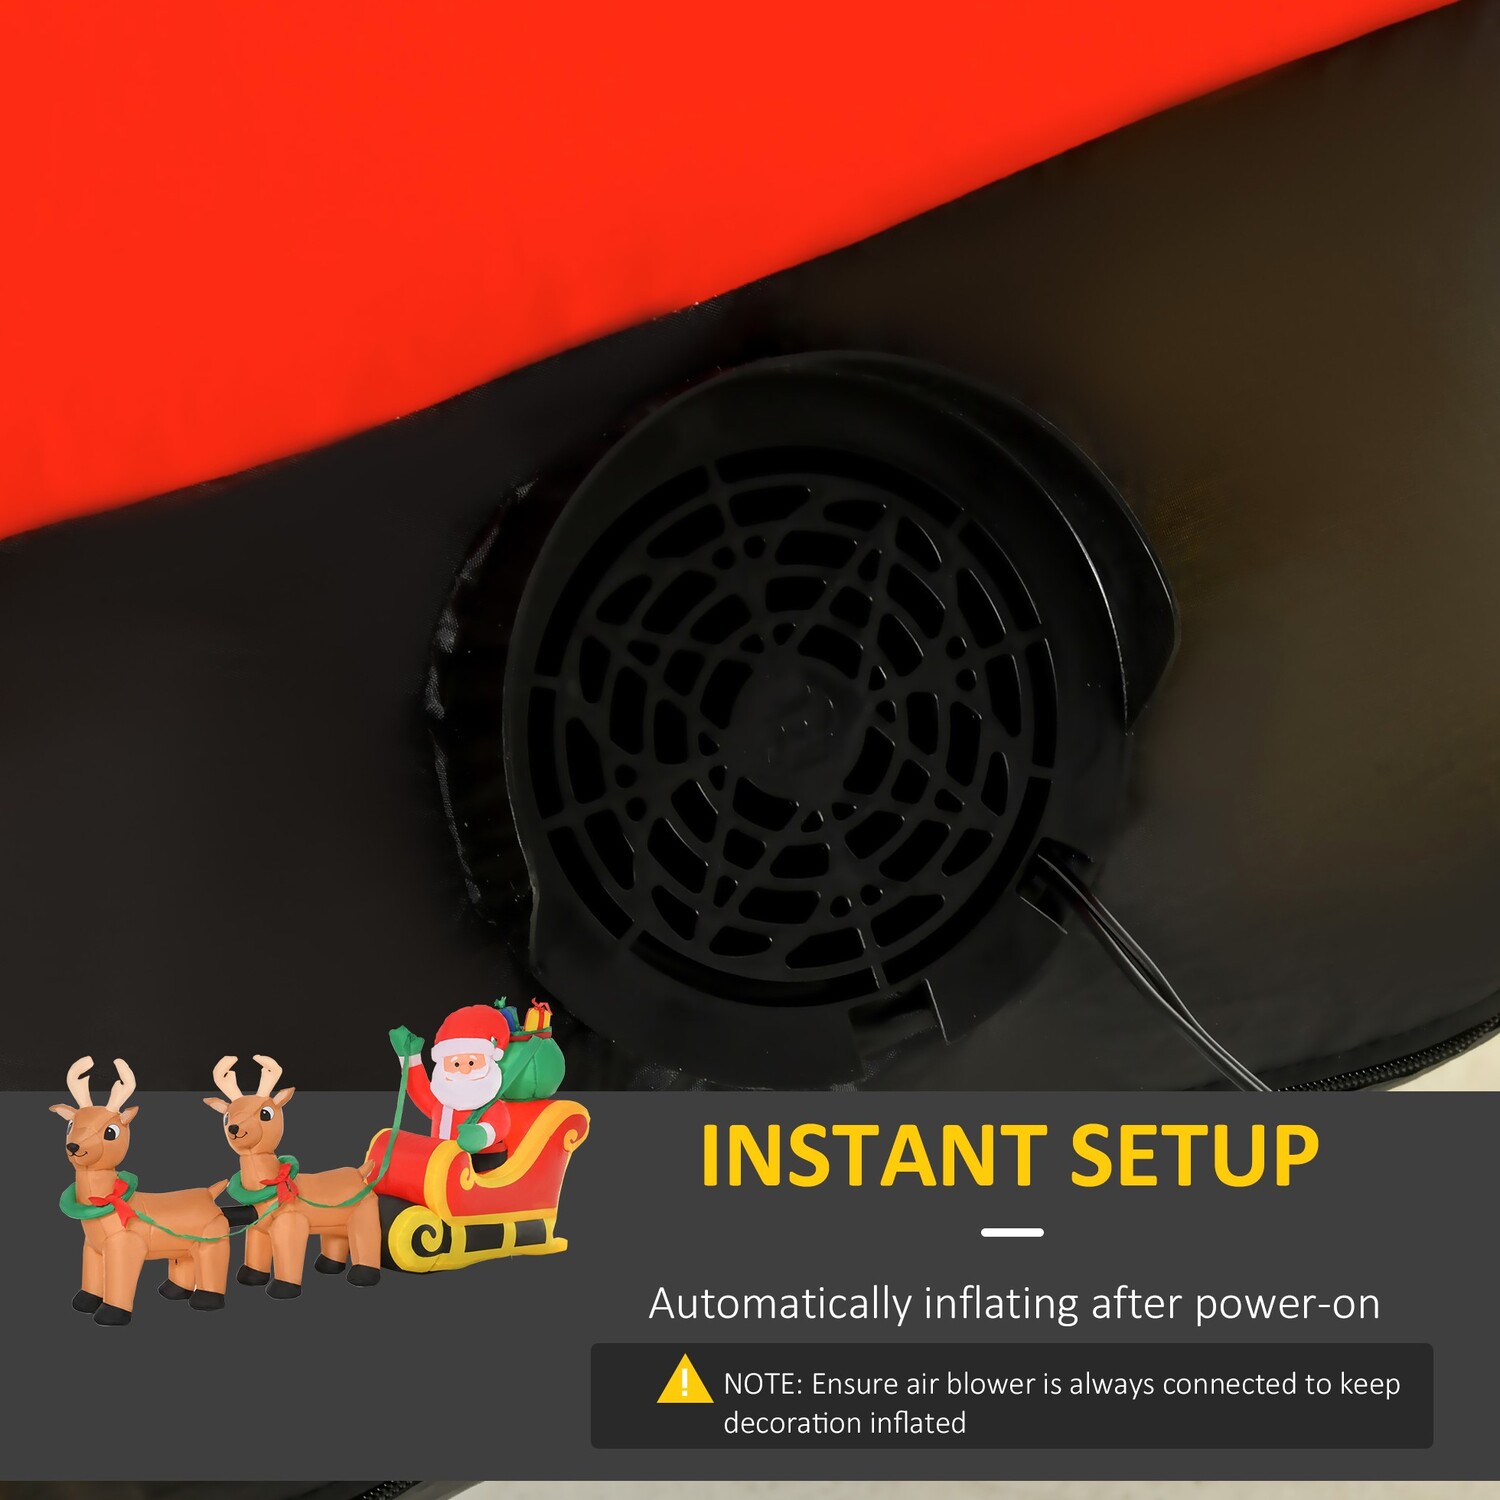 INSTANT SETUP
Automatically inflating after power-on
NOTE: Ensure air blower is always connected to keep
decoration inflated